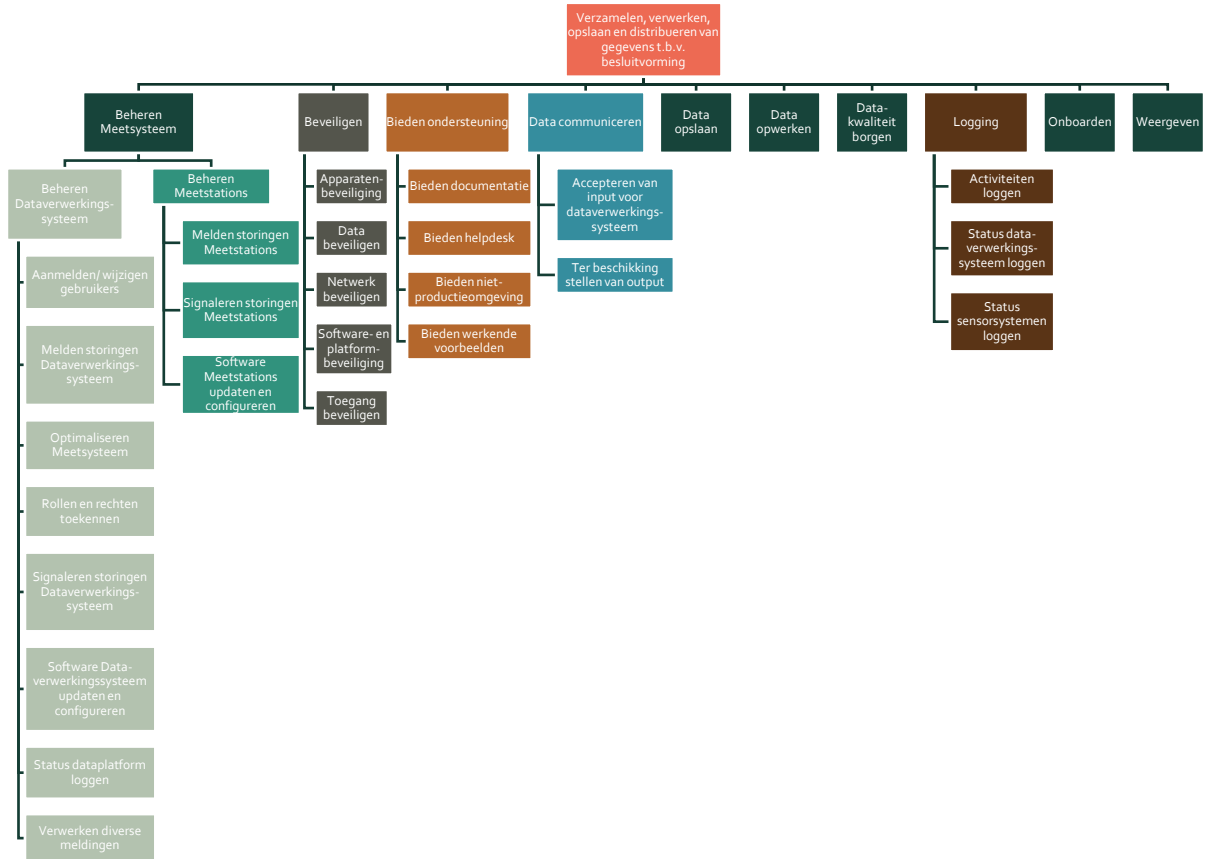 Verzamelen, verwerken,
opslaan en distribueren van
gegevens t.b.v.
besluitvorming
Beheren
Meetsysteem
Beveiligen
Bieden ondersteuning
Data communiceren
Data
opslaan
Data
opwerken
Data-
kwaliteit
borgen
Logging
Onboarden
Weergeven
Beheren
Dataverwerkings-
systeem
Aanmelden/ wijzigen
gebruikers
Melden storingen
Dataverwerkings-
systeem
Optimaliseren
Meetsysteem
Rollen en rechten
toekennen
Signaleren storingen
Dataverwerkings-
systeem
Software Data-
verwerkingssysteem
updaten en
configureren
Status dataplatform
loggen
Verwerken diverse
meldingen
Beheren
Meetstations
Melden storingen
Meetstations
Signaleren storingen
Meetstations
Software
Meetstations
updaten en
configureren
Apparaten-
beveiliging
Data
beveiligen
Netwerk
beveiligen
Software- en
platform-
beveiliging
Toegang
beveiligen
Bieden documentatie
Bieden helpdesk
Bieden niet-
productieomgeving
Bieden werkende
voorbeelden
Accepteren van
input voor
dataverwerkings-
systeem
Ter beschikking
stellen van output
Activiteiten
loggen
Status data-
verwerkings-
systeem loggen
Status
sensorsystemen
loggen